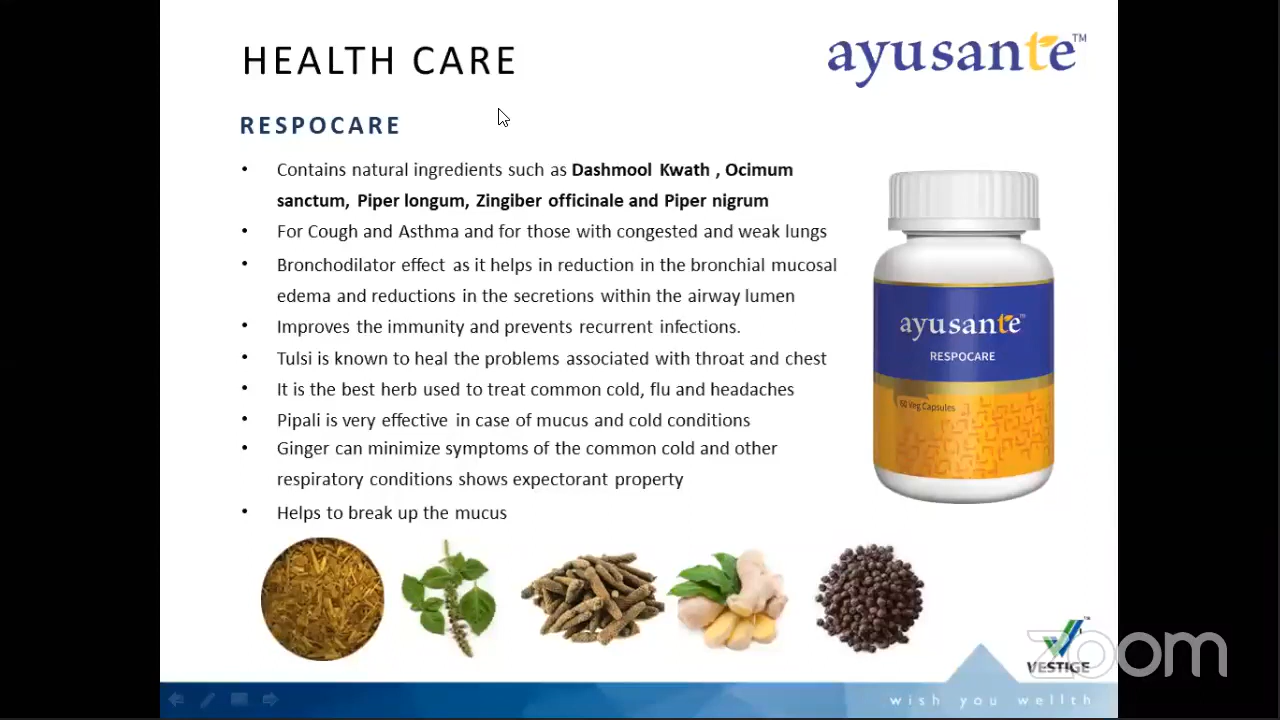 HEALTH CARE
ayusante™
RESPOCARE
• Contains natural ingredients such as Dashmool Kwath , Ocimum
sanctum, Piper longum, Zingiber officinale and Piper nigrum
• For Cough and Asthma and for those with congested and weak lungs
• Bronchodilator effect as it helps in reduction in the bronchial mucosal
edema and reductions in the secretions within the airway lumen
• Improves the immunity and prevents recurrent infections.
• Tulsi is known to heal the problems associated with throat and chest
• It is the best herb used to treat common cold, flu and headaches
• Pipali is very effective in case of mucus and cold conditions
• Ginger can minimize symptoms of the common cold and other
respiratory conditions shows expectorant property
• Helps to break up the mucus
ayusante™
RESPOCARE
60 Veg Capsules
VESTIGE™
zoom
wish you wellth